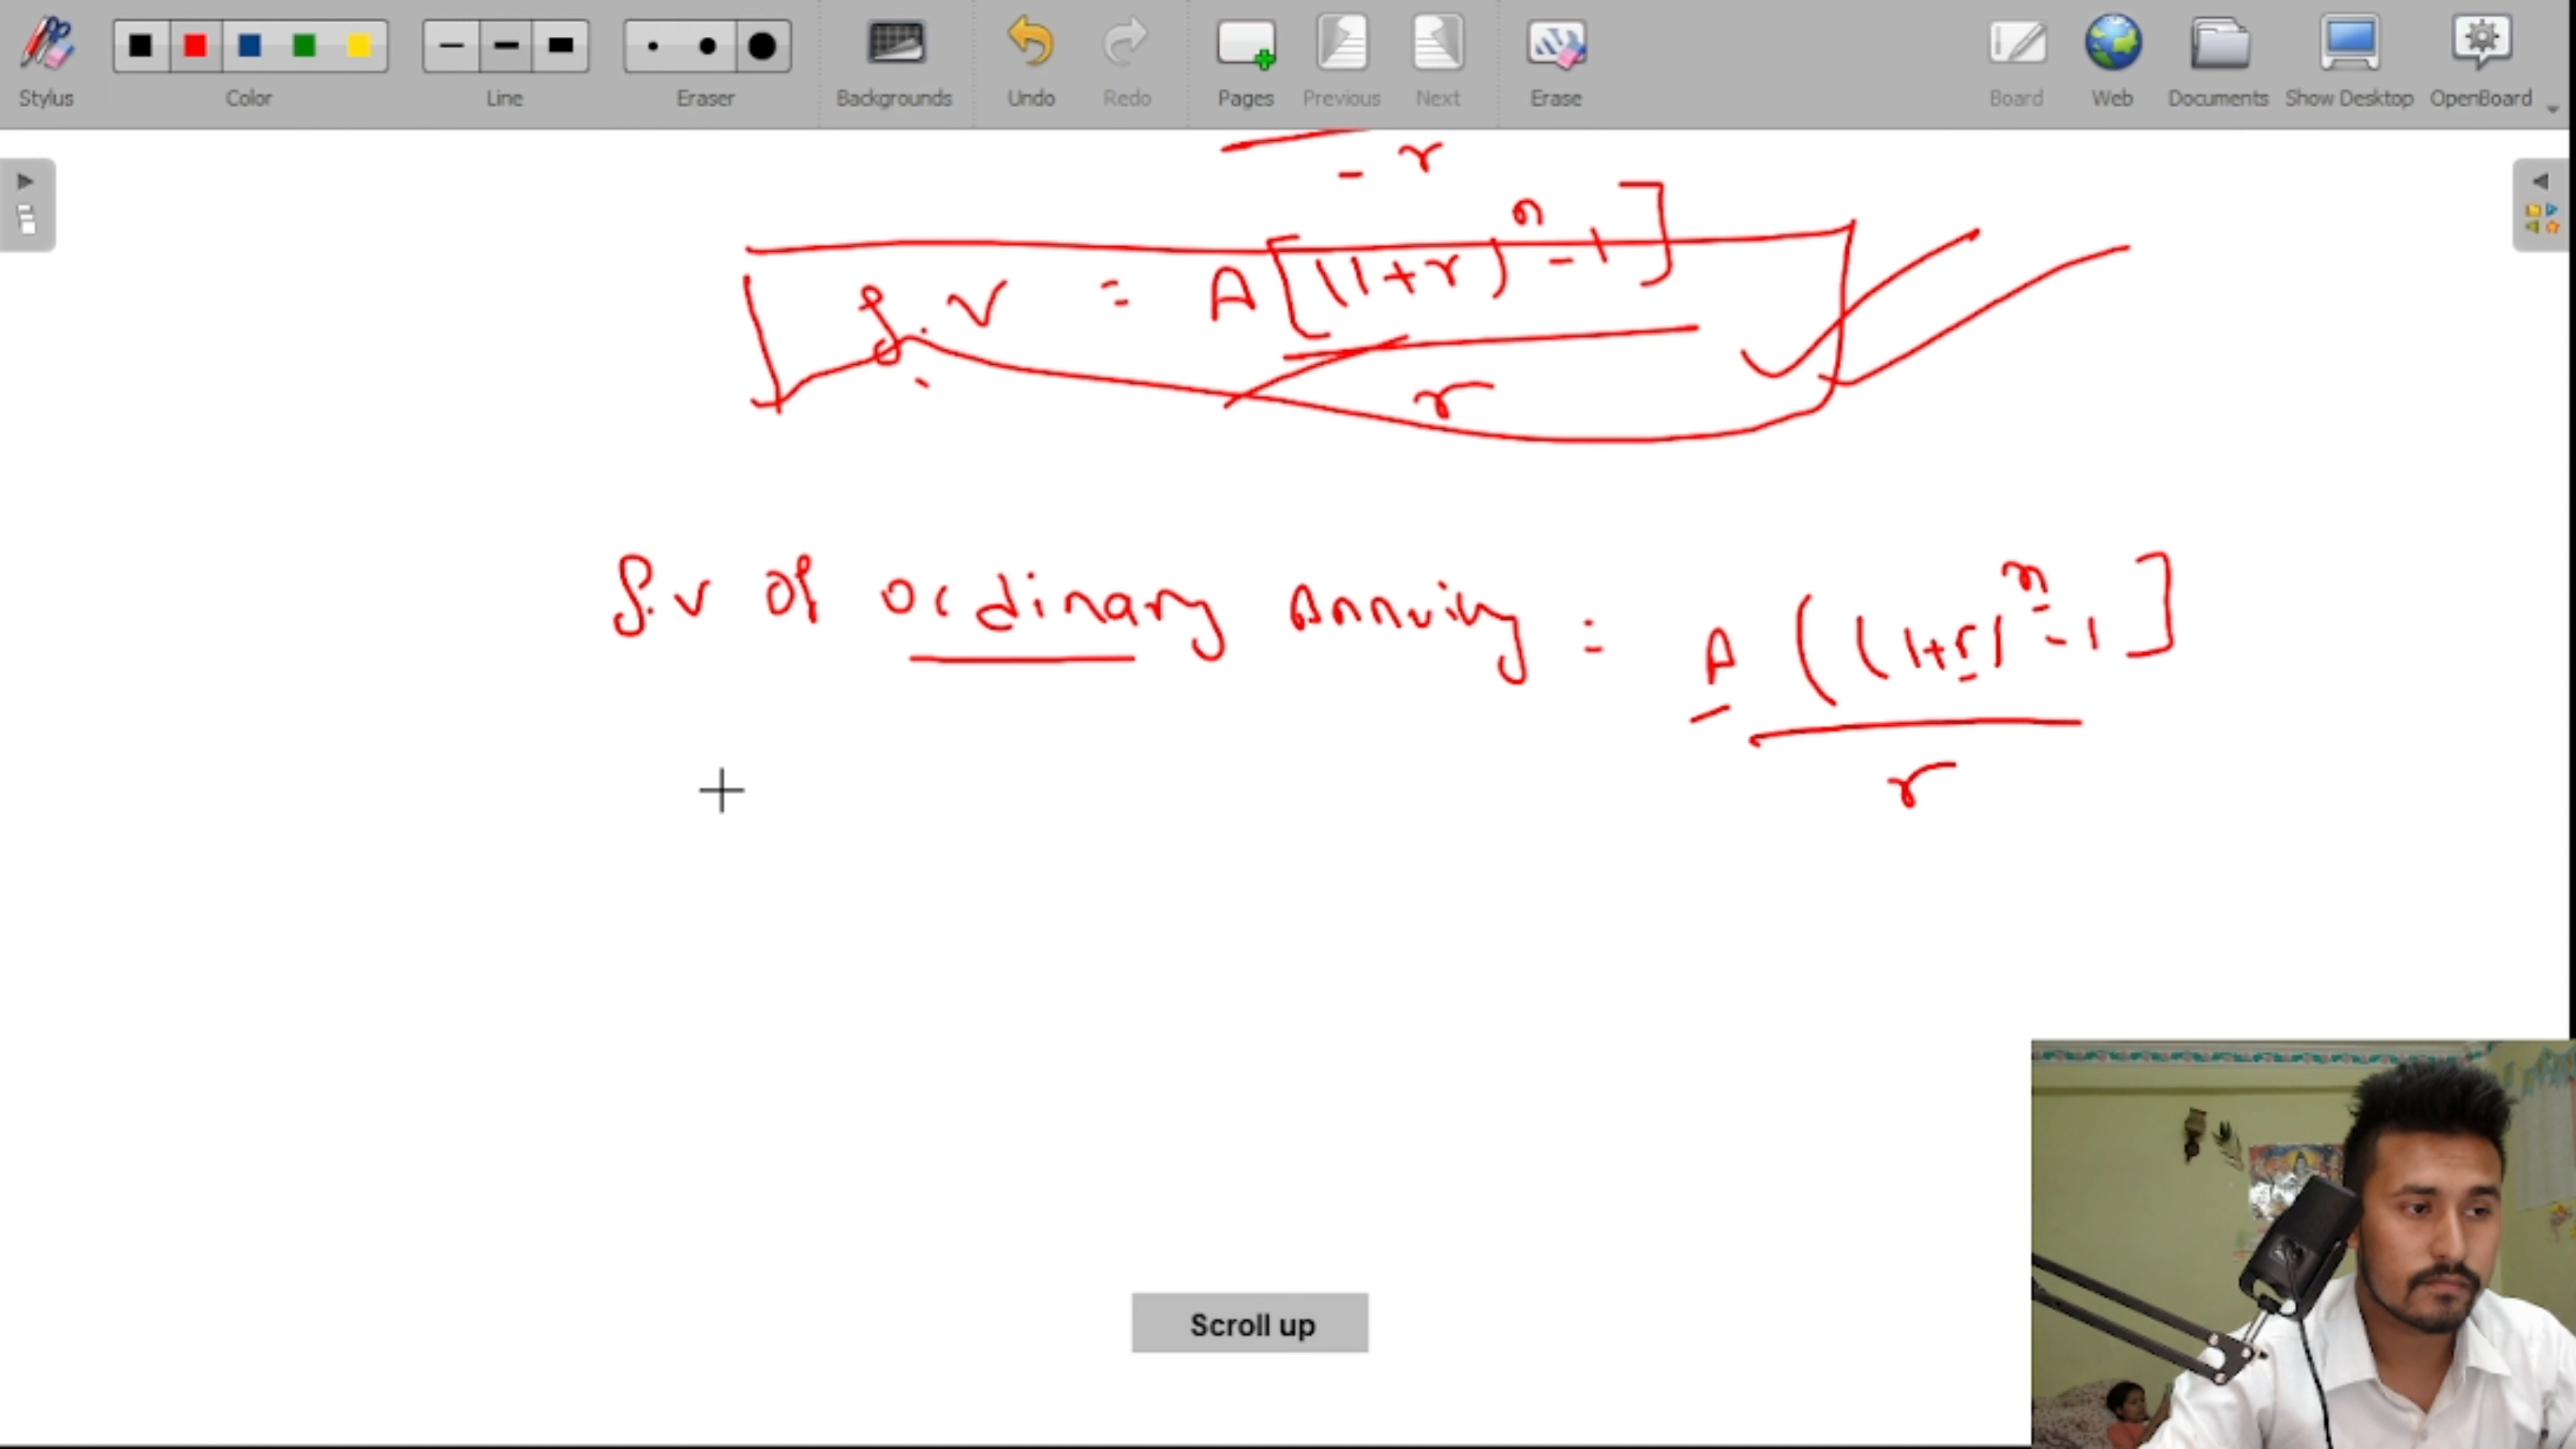 Stylus Color Line Eraser Backgrounds Undo Redo Pages Previous Next Erase Board Web Documents Show Desktop OpenBoard
- r
f.v = A[(1+r)^n - 1]
r
f.v of ordinary Annuity = A ((1+r)^n - 1]
r
Scroll up